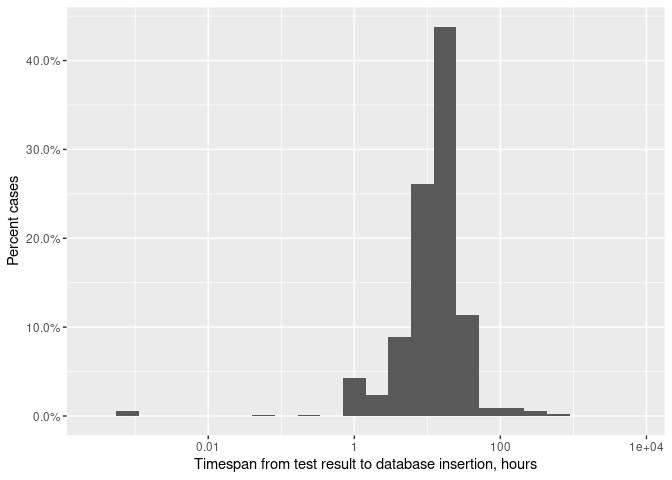 40.0%
30.0%
20.0%
10.0%
0.0%
Percent cases
0.01 1 100 1e+04
Timespan from test result to database insertion, hours